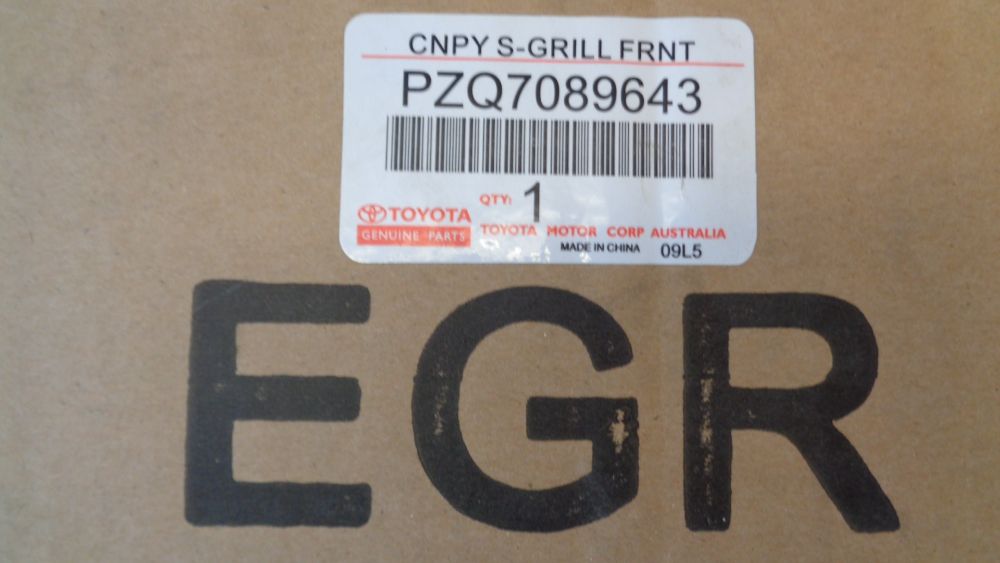 CNPY S-GRILL FRNT
PZQ7089643
QTY: 1
TOYOTA
GENUINE PARTS
TOYOTA MOTOR CORP AUSTRALIA
MADE IN CHINA 09L5
EGR